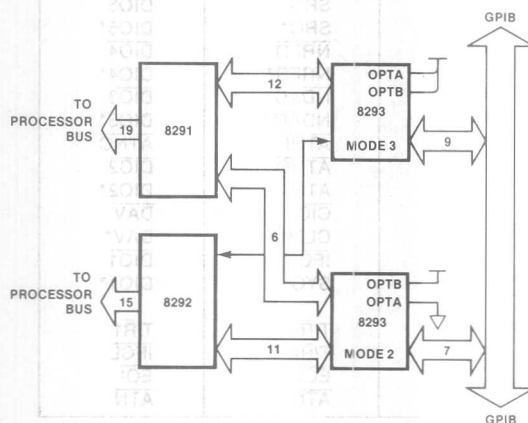 GPIB
TO
PROCESSOR
BUS
19
8291
12
OPTA
OPTB
8293
MODE 3
9
6
TO
PROCESSOR
BUS
15
8292
11
OPTB
OPTA
8293
MODE 2
7
GPIB